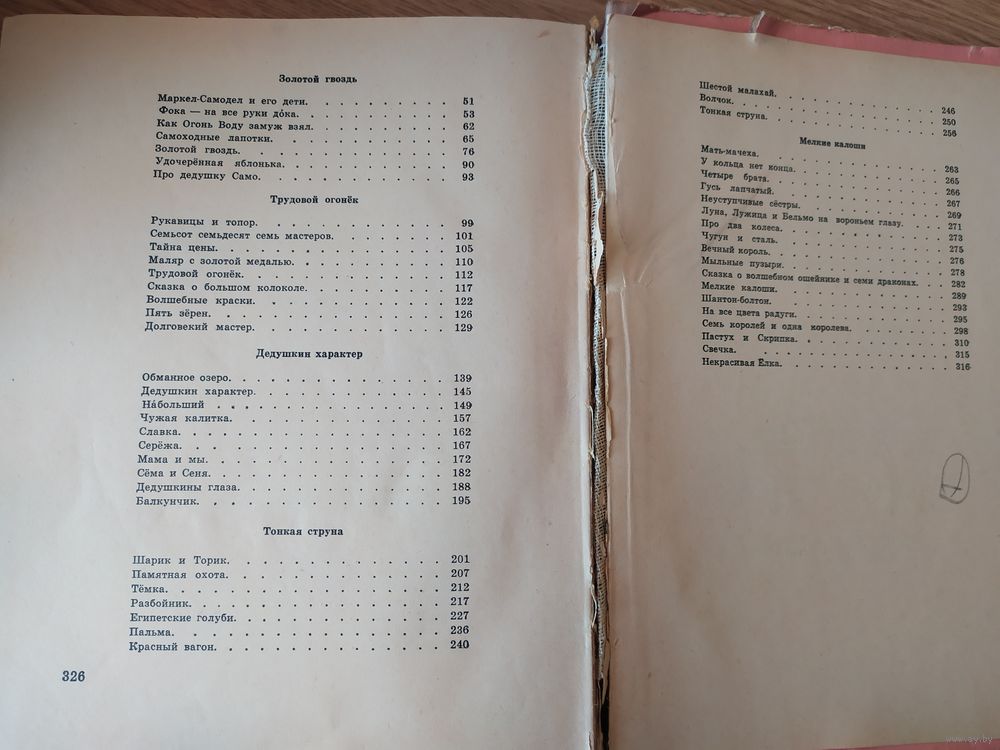 Золотой гвоздь
Маркел-Самодел и его дети. 51
Фока — на все руки до́ка. 53
Как Огонь Воду замуж взял. 62
Самоходные лапотки. 65
Золотой гвоздь. 76
Удочерённая яблонька. 90
Про дедушку Само. 93
Трудовой огонёк
Рукавицы и топор. 99
Семьсот семьдесят семь мастеров. 101
Тайна цены. 105
Маляр с золотой медалью. 110
Трудовой огонёк. 112
Сказка о большом колоколе. 117
Волшебные краски. 122
Пять зёрен. 126
Долговекий мастер. 129
Дедушкин характер
Обманное озеро. 139
Дедушкин характер. 145
На́больший 149
Чужая калитка. 157
Славка. 162
Серёжа. 167
Мама и мы. 172
Сёма и Сеня. 182
Дедушкины глаза. 188
Балкунчик. 195
Тонкая струна
Шарик и Торик. 201
Памятная охота. 207
Тёмка. 212
Разбойник. 217
Египетские голуби. 227
Пальма. 236
Красный вагон. 240
326
Шестой малахай. 246
Волчок. 250
Тонкая струна. 256
Мелкие калоши
Мать-мачеха. 263
У кольца нет конца. 265
Четыре брата. 266
Гусь лапчатый. 267
Неуступчивые сёстры. 269
Луна, Лужица и Бельмо на вороньем глазу. 271
Про два колеса. 273
Чугун и сталь. 275
Вечный король. 276
Мыльные пузыри. 278
Сказка о волшебном ошейнике и семи драконах. 282
Мелкие калоши. 289
Шантон-болтон. 293
На все цвета радуги. 295
Семь королей и одна королева. 298
Пастух и Скрипка. 310
Свечка. 315
Некрасивая Ёлка. 316
www.ay.by